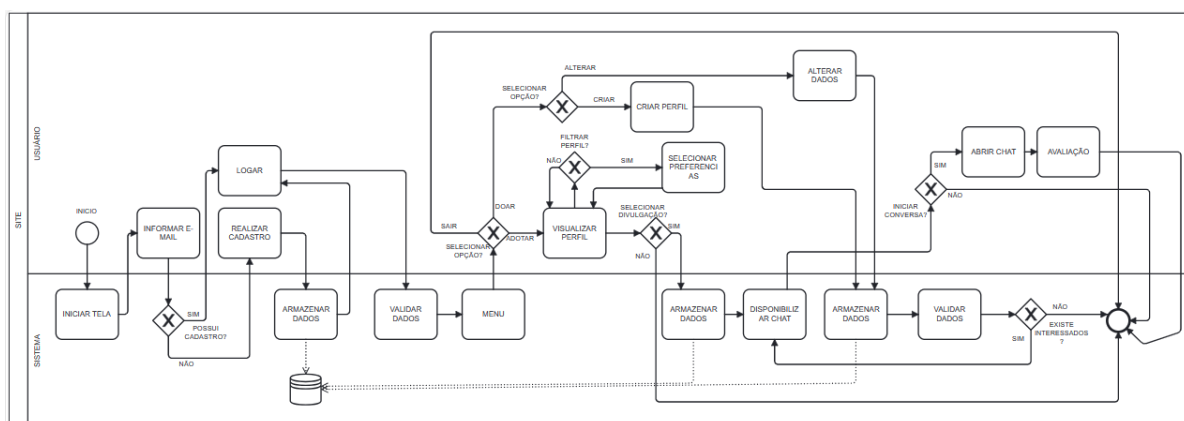 SITE
USUÁRIO
SISTEMA
INICIO
INICIAR TELA
INFORMAR E-
MAIL
SIM
POSSUI
CADASTRO?
NÃO
LOGAR
REALIZAR
CADASTRO
ARMAZENAR
DADOS
VALIDAR
DADOS
MENU
SAIR
SELECIONAR
OPÇÃO?
DOAR
ADOTAR
SELECIONAR
OPÇÃO?
ALTERAR
CRIAR
CRIAR PERFIL
ALTERAR
DADOS
FILTRAR
PERFIL?
NÃO
SIM
SELECIONAR
PREFERENCI
AS
VISUALIZAR
PERFIL
SELECIONAR
DIVULGAÇÃO?
SIM
NÃO
ARMAZENAR
DADOS
DISPONIBILIZ
AR CHAT
ARMAZENAR
DADOS
VALIDAR
DADOS
NÃO
EXISTE
INTERESSADOS
?
SIM
INICIAR
CONVERSA?
SIM
NÃO
ABRIR CHAT
AVALIAÇÃO